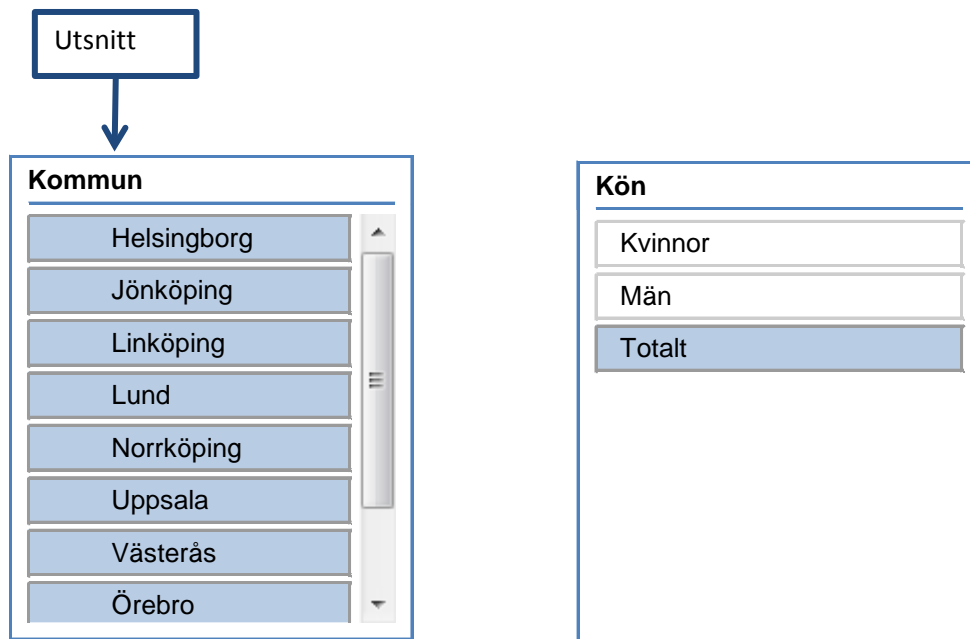 Utsnitt
Kommun
Helsingborg
Jönköping
Linköping
Lund
Norrköping
Uppsala
Västerås
Örebro
Kön
Kvinnor
Män
Totalt